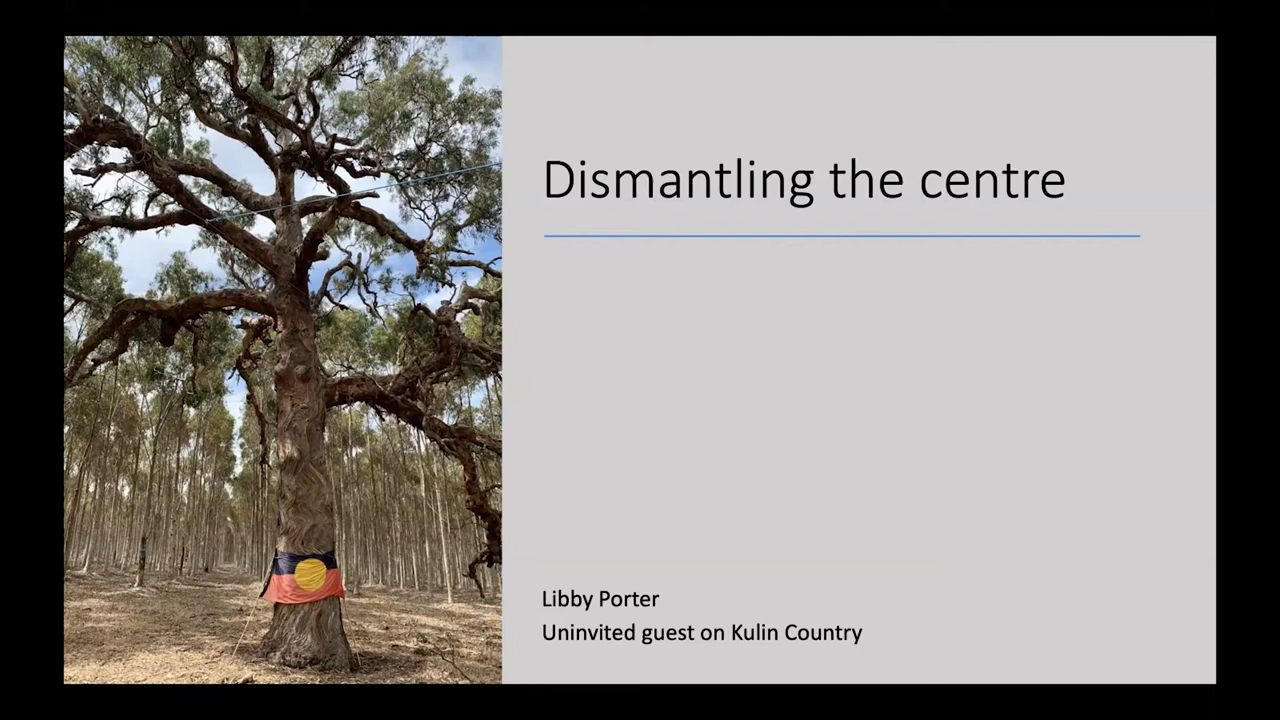 Dismantling the centre
Libby Porter
Uninvited guest on Kulin Country